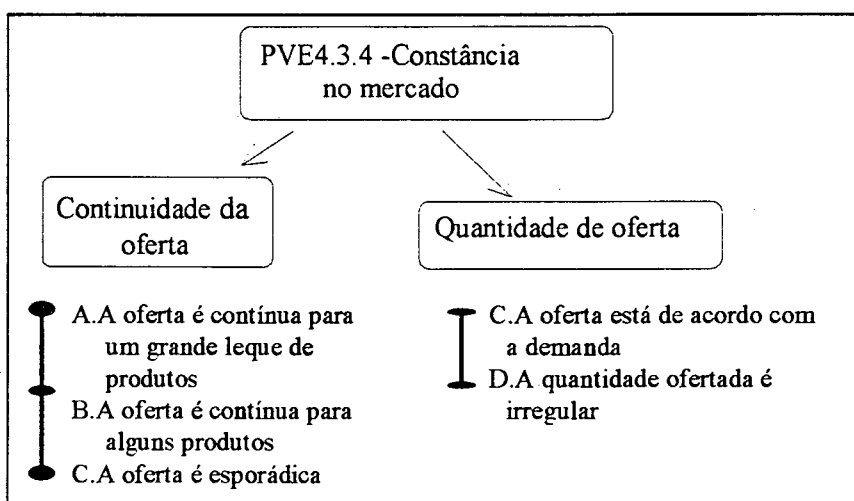 PVE4.3.4 -Constância
no mercado
Continuidade da
oferta
Quantidade de oferta
A.A oferta é contínua para
um grande leque de
produtos
B.A oferta é contínua para
alguns produtos
C.A oferta é esporádica
C.A oferta está de acordo com
a demanda
D.A quantidade ofertada é
irregular